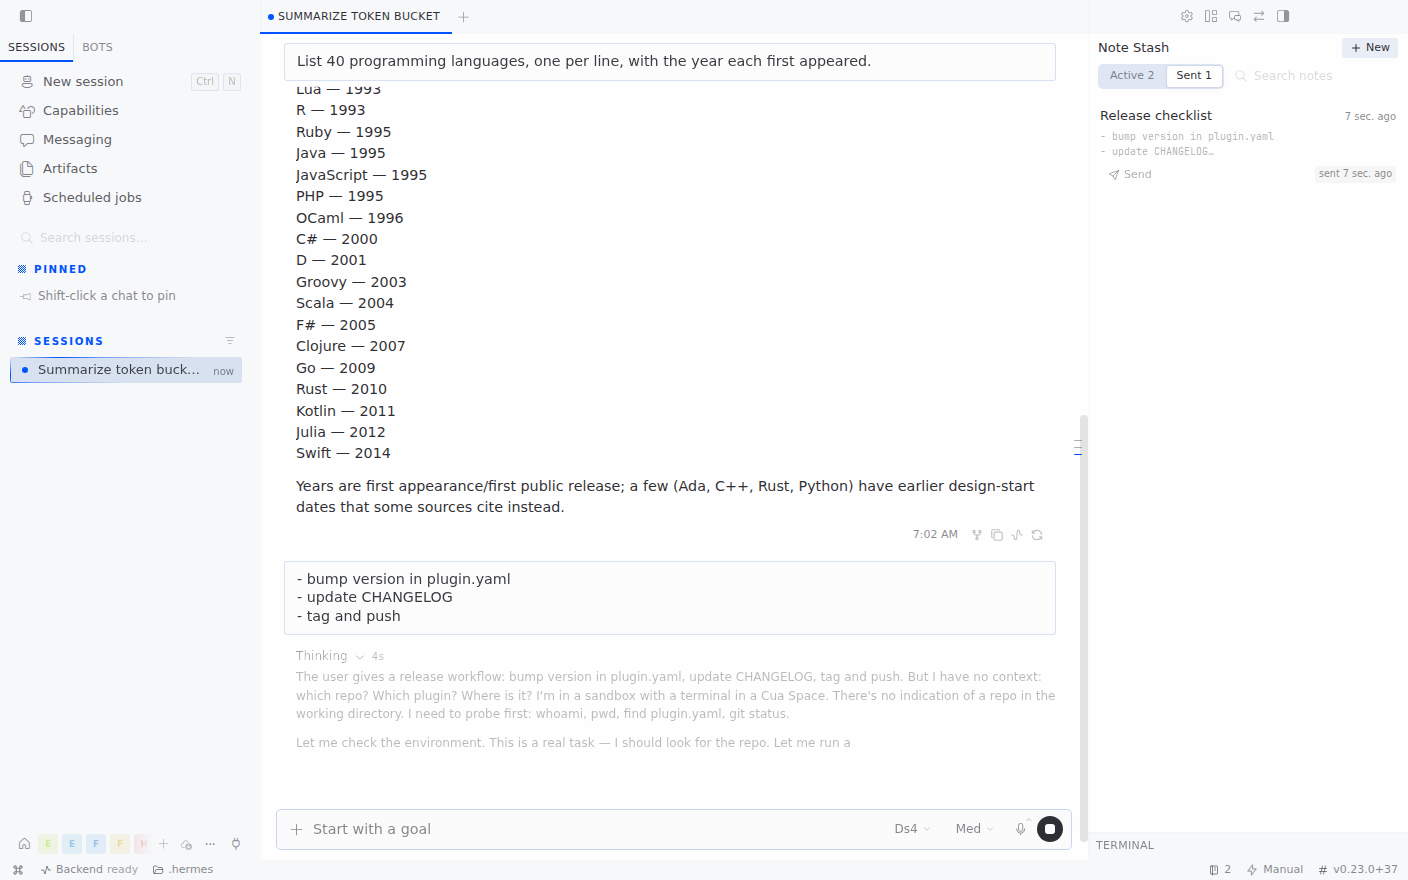 SUMMARIZE TOKEN BUCKET
SESSIONS
BOTS
New session
Ctrl N
Capabilities
Messaging
Artifacts
Scheduled jobs
Search sessions...
PINNED
Shift-click a chat to pin
SESSIONS
Summarize token buck... now
List 40 programming languages, one per line, with the year each first appeared.
Lua — 1993
R — 1993
Ruby — 1995
Java — 1995
JavaScript — 1995
PHP — 1995
OCaml — 1996
C# — 2000
D — 2001
Groovy — 2003
Scala — 2004
F# — 2005
Clojure — 2007
Go — 2009
Rust — 2010
Kotlin — 2011
Julia — 2012
Swift — 2014
Years are first appearance/first public release; a few (Ada, C++, Rust, Python) have earlier design-start
dates that some sources cite instead.
7:02 AM
- bump version in plugin.yaml
- update CHANGELOG
- tag and push
Thinking 4s
The user gives a release workflow: bump version in plugin.yaml, update CHANGELOG, tag and push. But I have no context:
which repo? Which plugin? Where is it? I'm in a sandbox with a terminal in a Cua Space. There's no indication of a repo in the
working directory. I need to probe first: whoami, pwd, find plugin.yaml, git status.
Let me check the environment. This is a real task — I should look for the repo. Let me run a
Start with a goal
Ds4
Med
Note Stash
New
Active 2
Sent 1
Search notes
Release checklist
7 sec. ago
- bump version in plugin.yaml
- update CHANGELOG…
Send
sent 7 sec. ago
TERMINAL
E E F F H
Backend ready
.hermes
2
Manual
v0.23.0+37